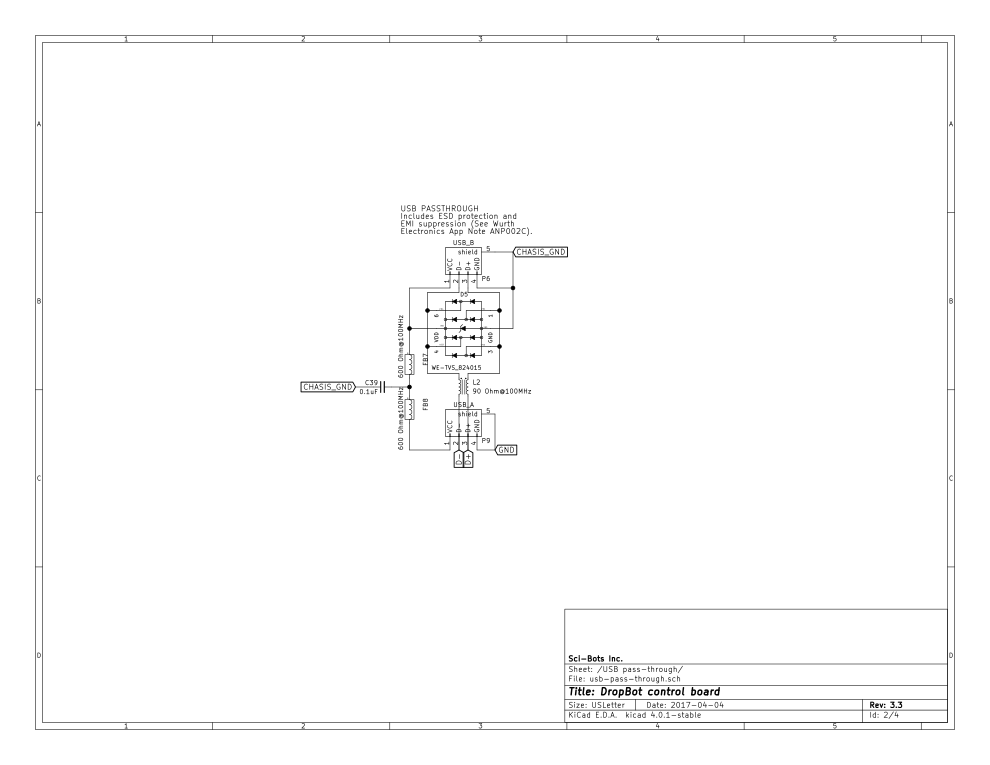 1 2 3 4 5
A A
USB PASSTHROUGH
Includes ESD protection and
EMI suppression (See Wurth
Electronics App Note ANP002C).
USB_B
shield 5
CHASIS_GND
VCC D- D+ GND
1 2 3 4 P6
B B
D5
6 1
VDD GND
4 3
WE-TVS_824015
600 Ohm@100MHz FB7
L2
90 Ohm@100MHz
CHASIS_GND C39
0.1uF
600 Ohm@100MHz FB8
USB_A
shield 5
VCC D- D+ GND
1 2 3 4 P9
GND
D- D+
C C
D D
Sci-Bots Inc.
Sheet: /USB pass-through/
File: usb-pass-through.sch
Title: DropBot control board
Size: USLetter Date: 2017-04-04 Rev: 3.3
KiCad E.D.A. kicad 4.0.1-stable Id: 2/4
1 2 3 4 5